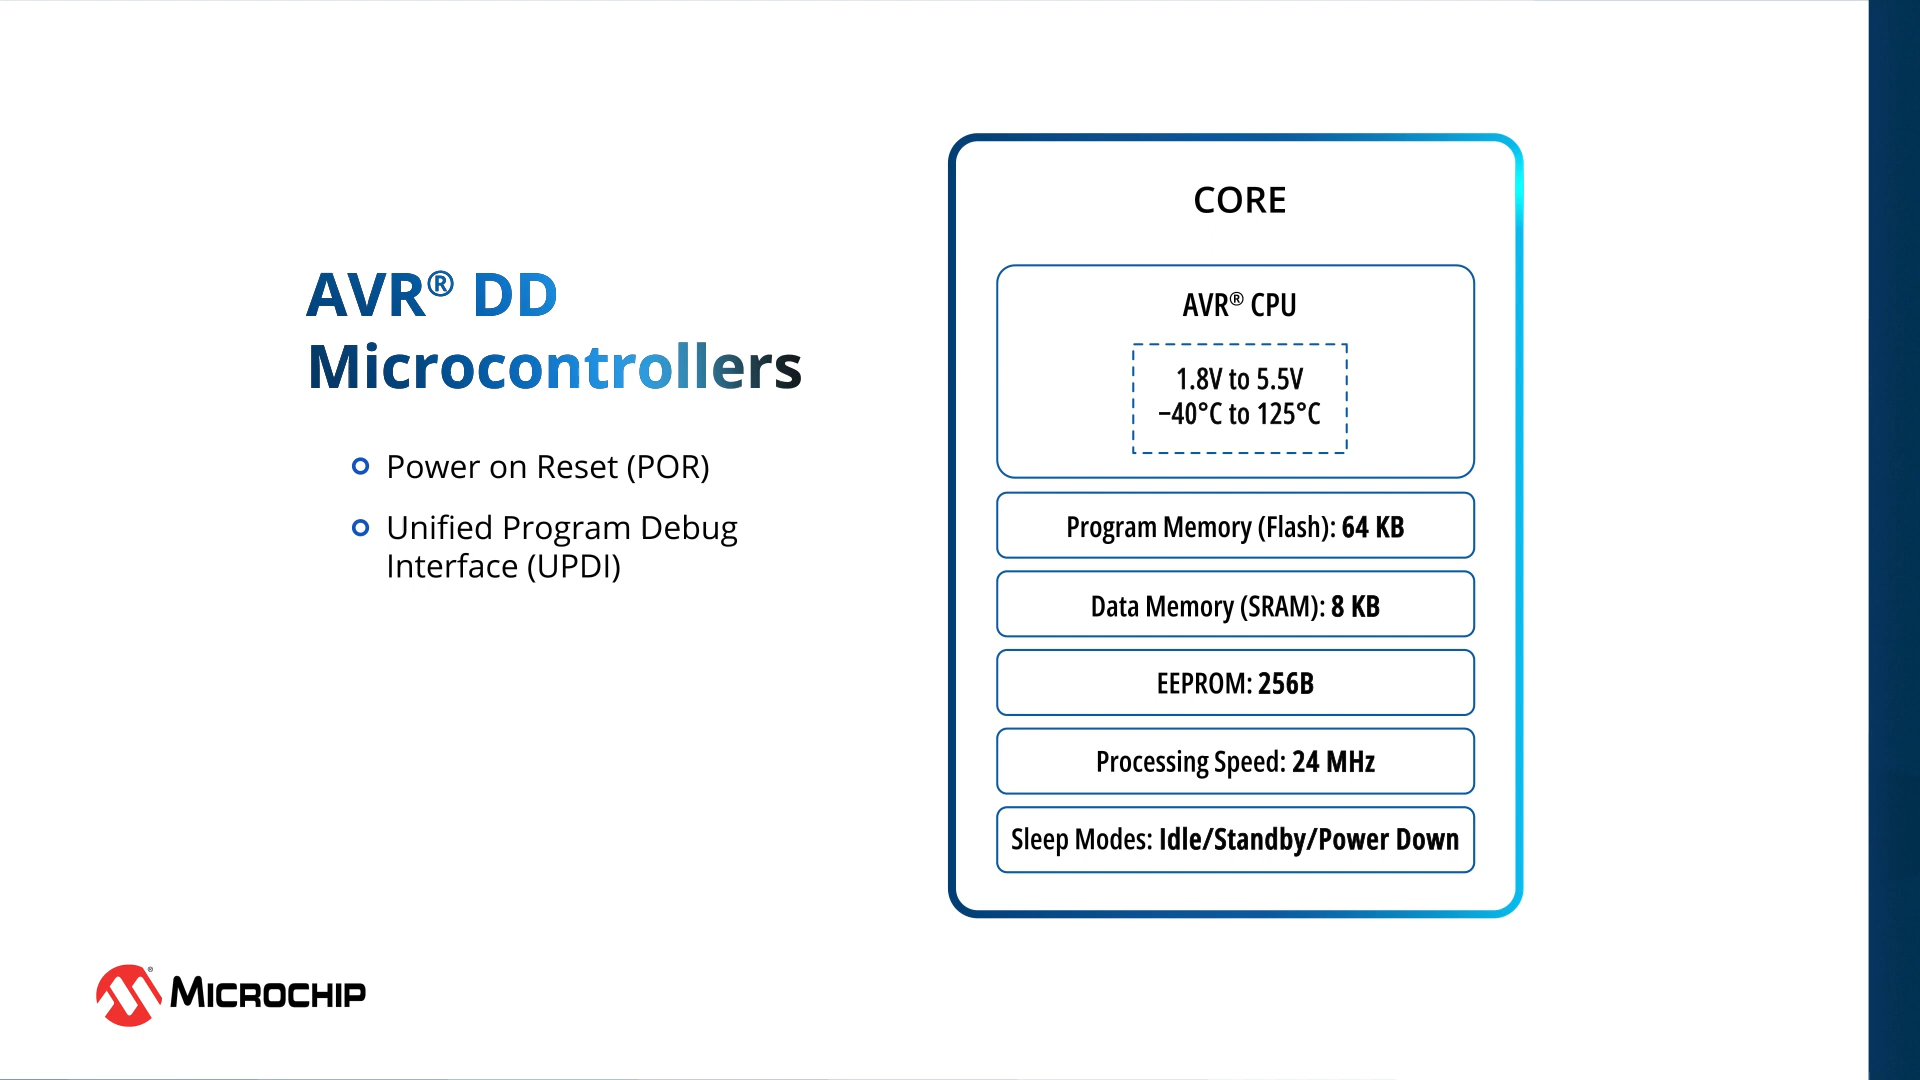 AVR® DD
Microcontrollers
Power on Reset (POR)
Unified Program Debug
Interface (UPDI)
CORE
AVR® CPU
1.8V to 5.5V
−40°C to 125°C
Program Memory (Flash): 64 KB
Data Memory (SRAM): 8 KB
EEPROM: 256B
Processing Speed: 24 MHz
Sleep Modes: Idle/Standby/Power Down
MICROCHIP